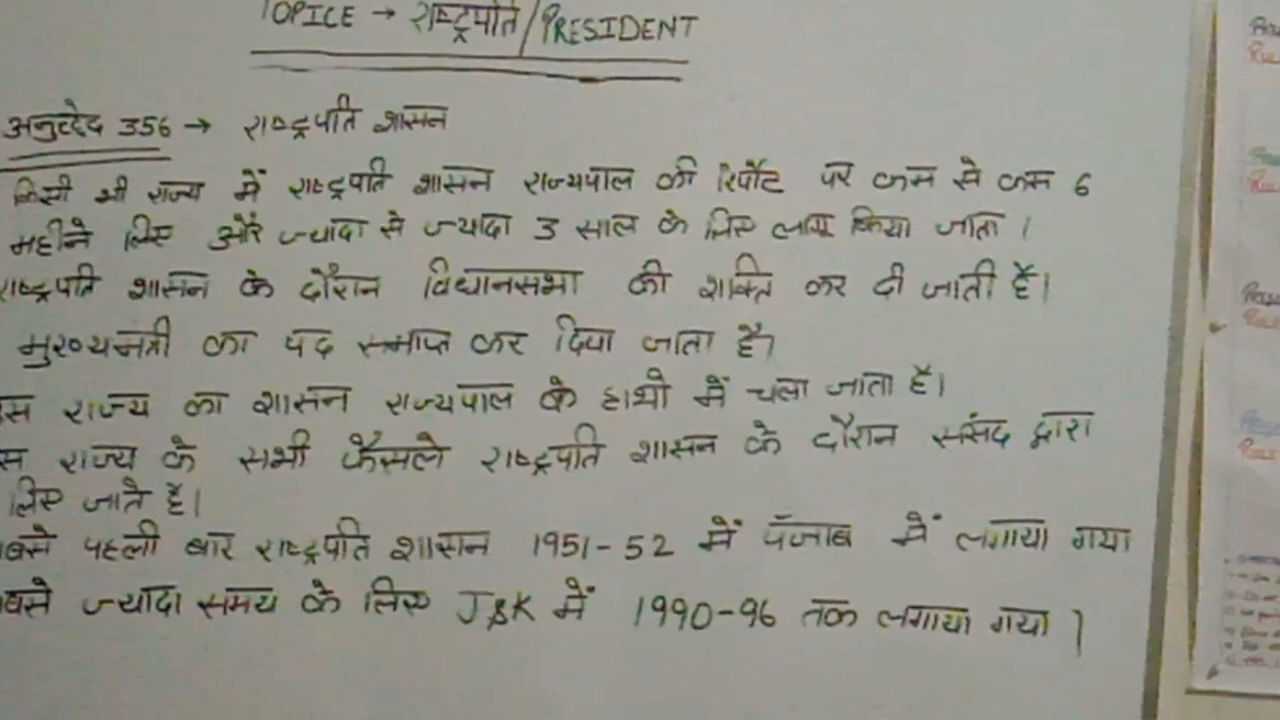 TOPICE → राष्ट्रपति/PRESIDENT
अनुच्छेद 356 → राष्ट्रपति शासन
किसी भी राज्य में राष्ट्रपति शासन राज्यपाल की रिपोंट पर कम से कम 6
महीने लिए और ज्यादा से ज्यादा 3 साल के लिए लागू किया जाता ।
राष्ट्रपति शासन के दौरान विधानसभा की शक्ति कर दी जाती है।
मुख्यमंत्री का पद समाप्त कर दिया जाता है।
स राज्य का शासन राज्यपाल के हाथो में चला जाता है।
स राज्य के सभी फैसले राष्ट्रपति शासन के दौरान संसद द्वारा
लिए जाते है।
बसे पहली बार राष्ट्रपति शासन 1951-52 में पंजाब में लगाया गया
बसे ज्यादा समय के लिए J&K में 1990-96 तक लगाया गया ।